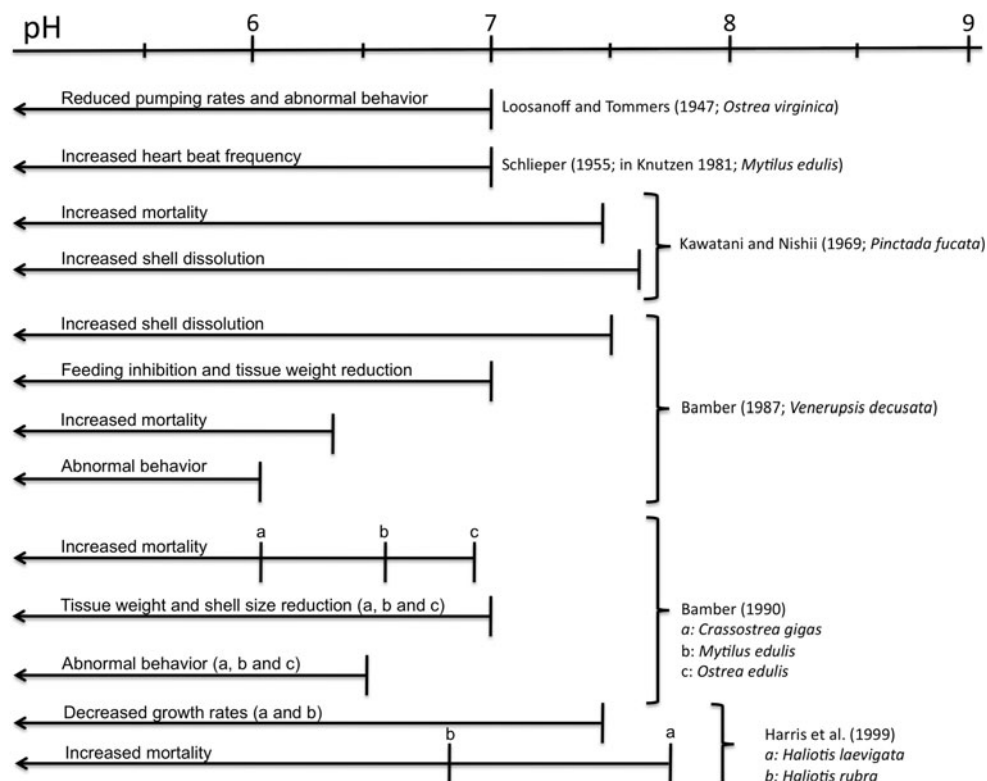 pH 6 7 8 9
Reduced pumping rates and abnormal behavior
Loosanoff and Tommers (1947; Ostrea virginica)
Increased heart beat frequency
Schlieper (1955; in Knutzen 1981; Mytilus edulis)
Increased mortality
Increased shell dissolution
Kawatani and Nishii (1969; Pinctada fucata)
Increased shell dissolution
Feeding inhibition and tissue weight reduction
Increased mortality
Abnormal behavior
Bamber (1987; Venerupsis decusata)
a b c
Increased mortality
Tissue weight and shell size reduction (a, b and c)
Abnormal behavior (a, b and c)
Bamber (1990)
a: Crassostrea gigas
b: Mytilus edulis
c: Ostrea edulis
Decreased growth rates (a and b)
b a
Increased mortality
Harris et al. (1999)
a: Haliotis laevigata
b: Haliotis rubra